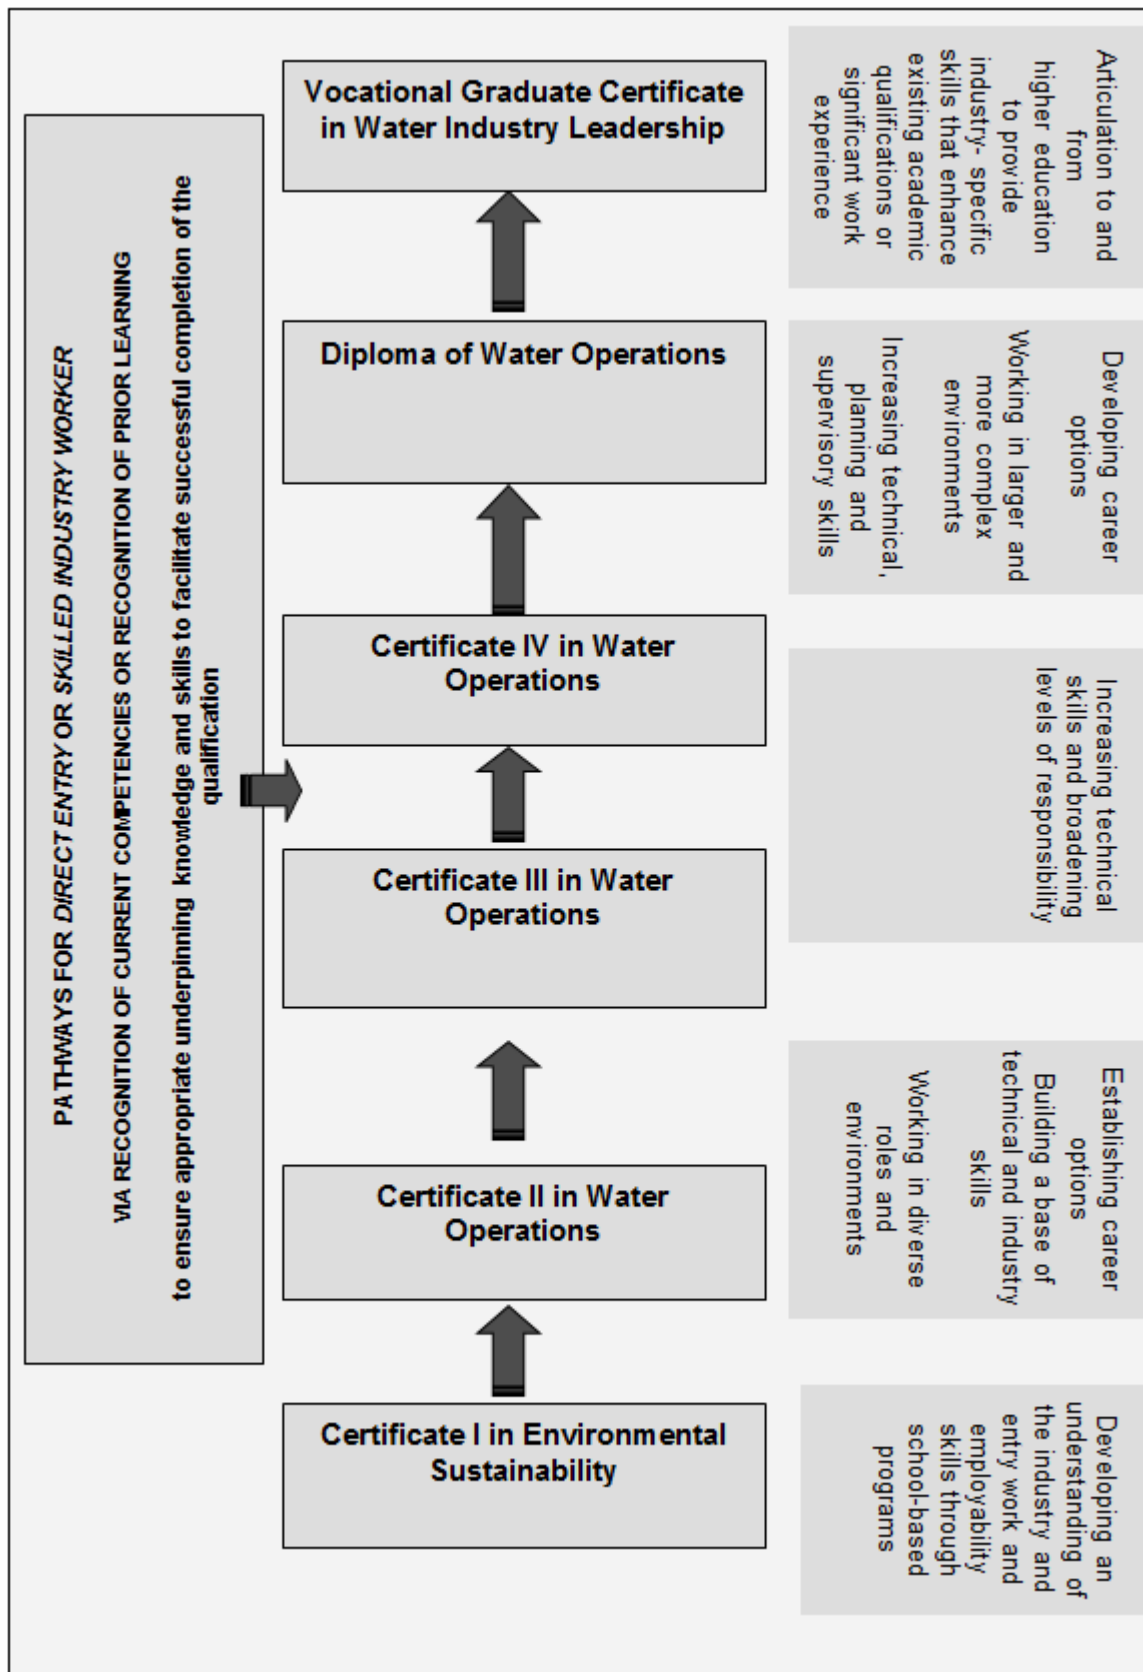 PATHWAYS FOR DIRECT ENTRY OR SKILLED INDUSTRY WORKER
VIA RECOGNITION OF CURRENT COMPETENCIES OR RECOGNITION OF PRIOR LEARNING
to ensure appropriate underpinning knowledge and skills to facilitate successful completion of the
qualification
Vocational Graduate Certificate
in Water Industry Leadership
Diploma of Water Operations
Certificate IV in Water
Operations
Certificate III in Water
Operations
Certificate II in Water
Operations
Certificate I in Environmental
Sustainability
Articulation to and
from
higher education
to provide
industry- specific
skills that enhance
existing academic
qualifications or
significant work
experience
Developing career
options
Working in larger and
more complex
environments
Increasing technical,
planning and
supervisory skills
Increasing technical
skills and broadening
levels of responsibility
Establishing career
options
Building a base of
technical and industry
skills
Working in diverse
roles and
environments
Developing an
understanding of
the industry and
entry work and
employability
skills through
school-based
programs